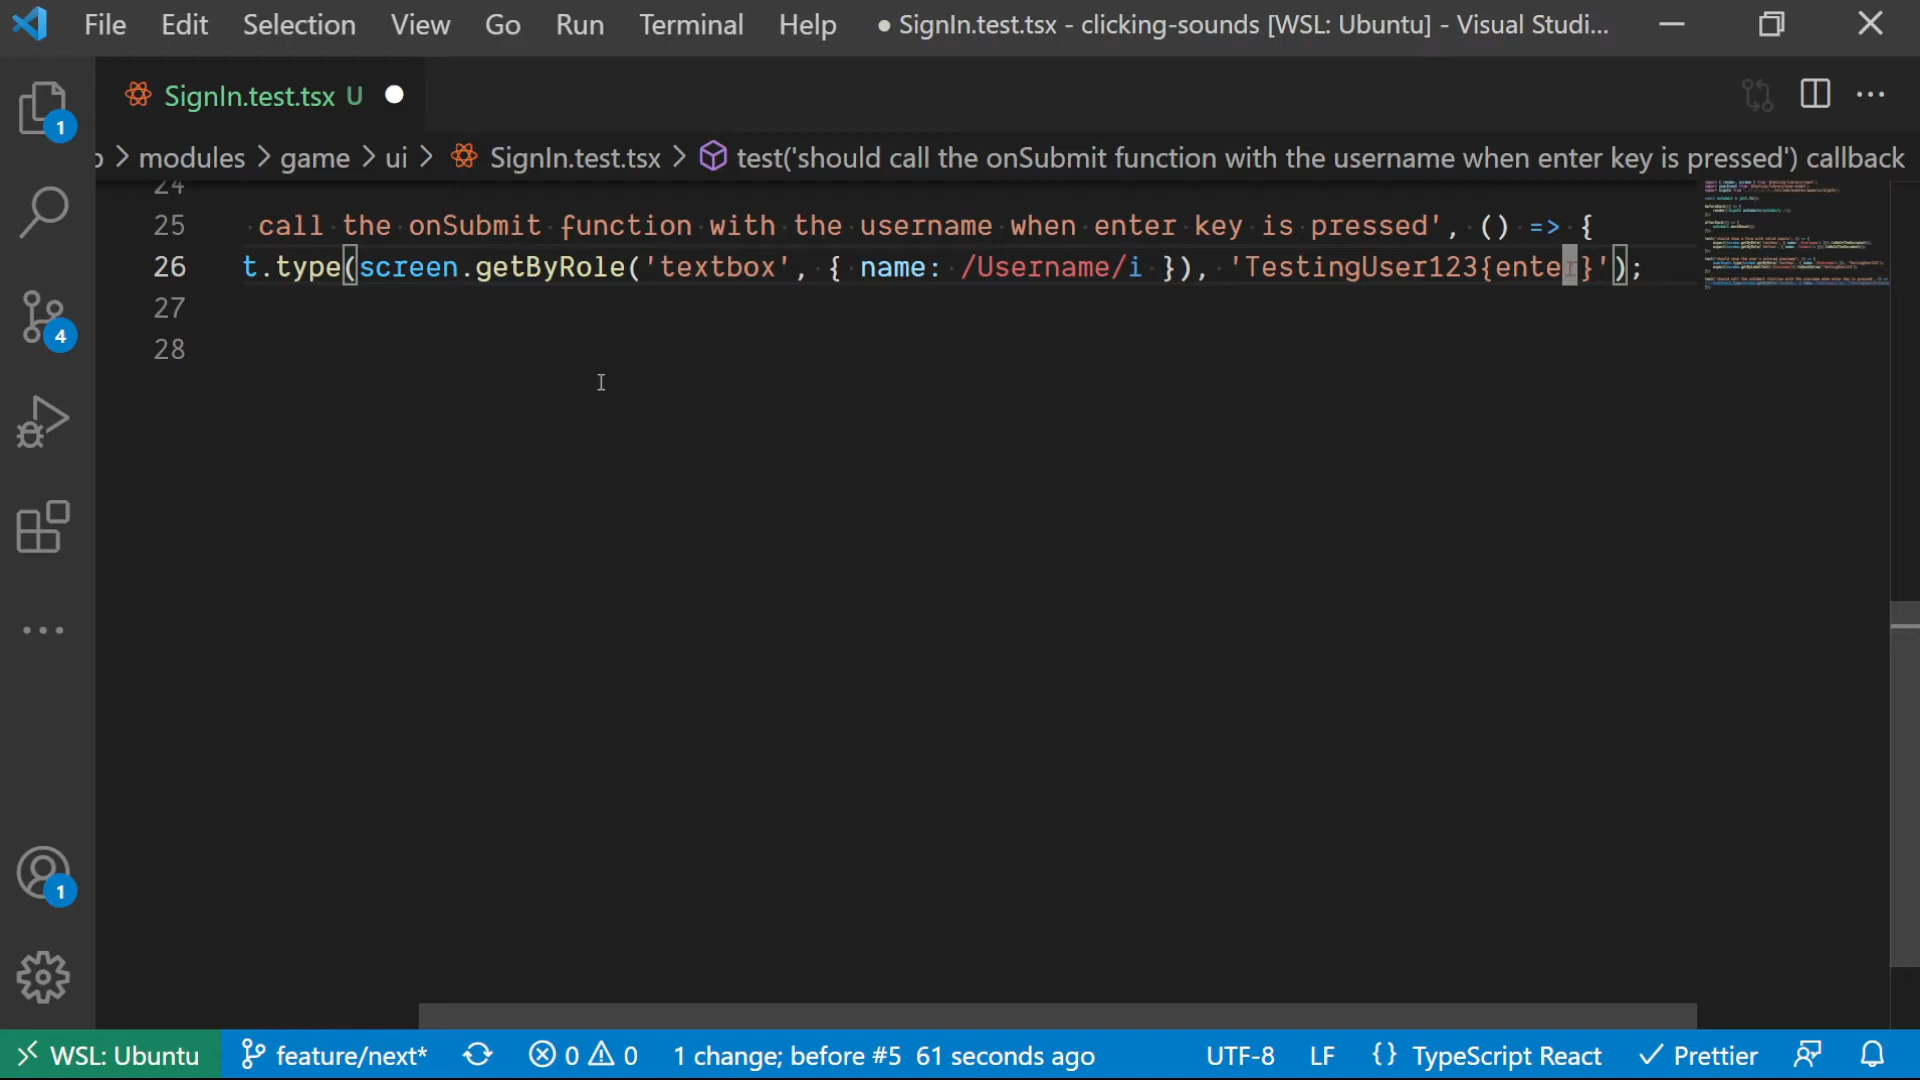 File Edit Selection View Go Run Terminal Help ● SignIn.test.tsx - clicking-sounds [WSL: Ubuntu] - Visual Studi...
SignIn.test.tsx U
1
> modules > game > ui > SignIn.test.tsx > test('should call the onSubmit function with the username when enter key is pressed') callback
24
25 call the onSubmit function with the username when enter key is pressed', () => {
26 t.type(screen.getByRole('textbox', { name: /Username/i }), 'TestingUser123{enter}');
27
28
4
1
WSL: Ubuntu feature/next* 0 0 1 change; before #5 61 seconds ago UTF-8 LF {} TypeScript React ✓ Prettier